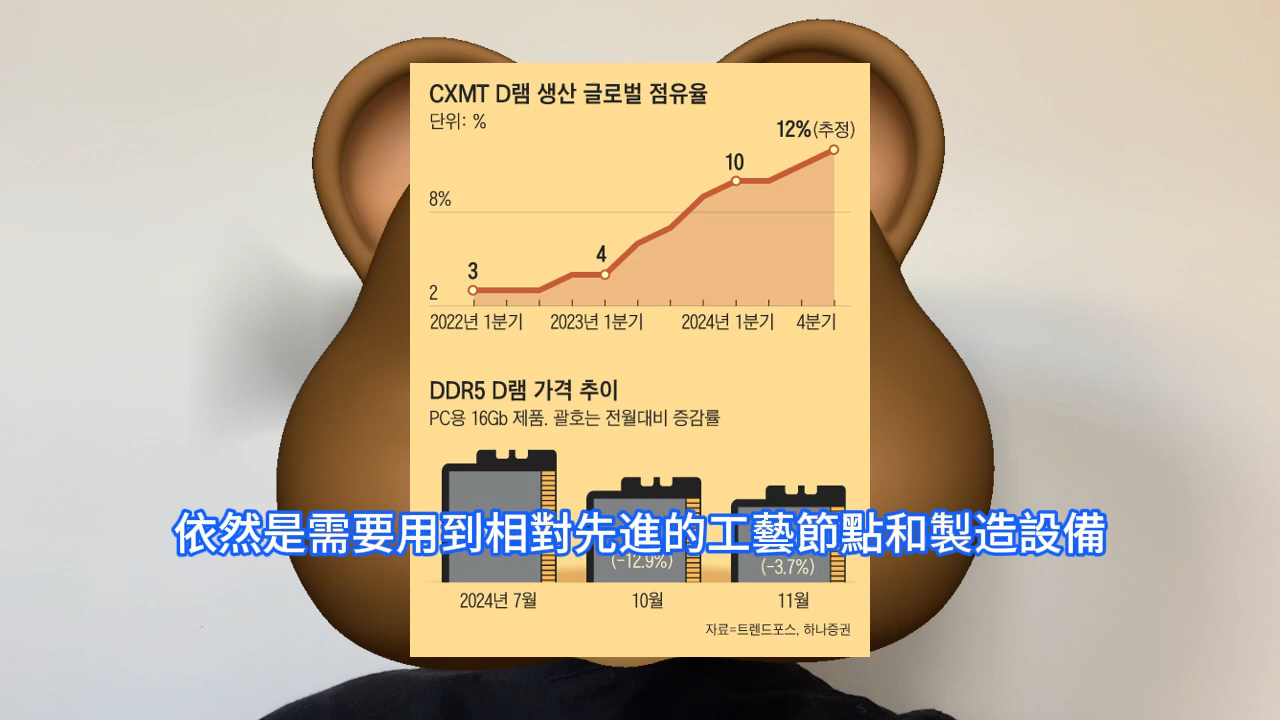 CXMT D램 생산 글로벌 점유율
단위: %
12%(추정)
10
8%
4
3
2
2022년 1분기 2023년 1분기 2024년 1분기 4분기
DDR5 D램 가격 추이
PC용 16Gb 제품. 괄호는 전월대비 증감률
依然是需要用到相對先進的工藝節點和製造設備
(-12.9%) (-3.7%)
2024년 7월 10월 11월
자료=트렌드포스, 하나증권